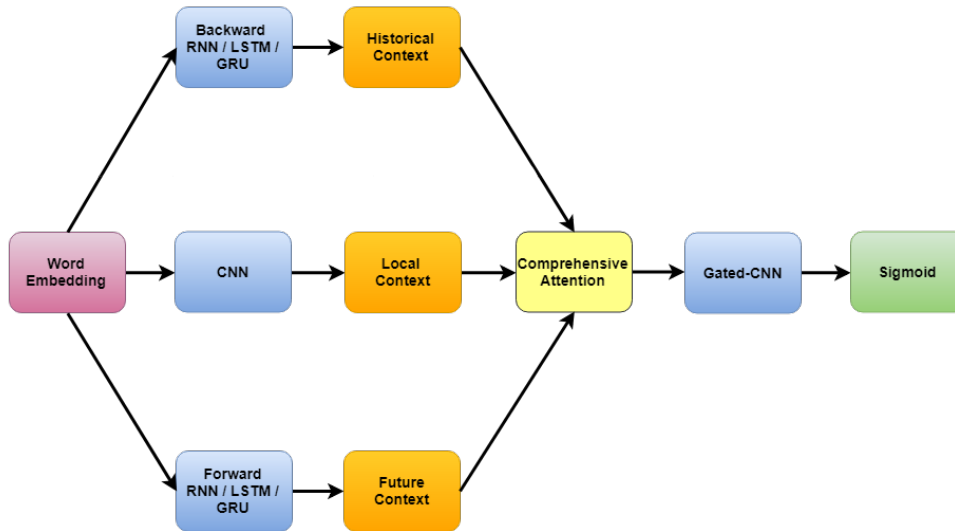 Backward
RNN / LSTM /
GRU
Historical
Context
Word
Embedding
CNN
Local
Context
Comprehensive
Attention
Gated-CNN
Sigmoid
Forward
RNN / LSTM /
GRU
Future
Context